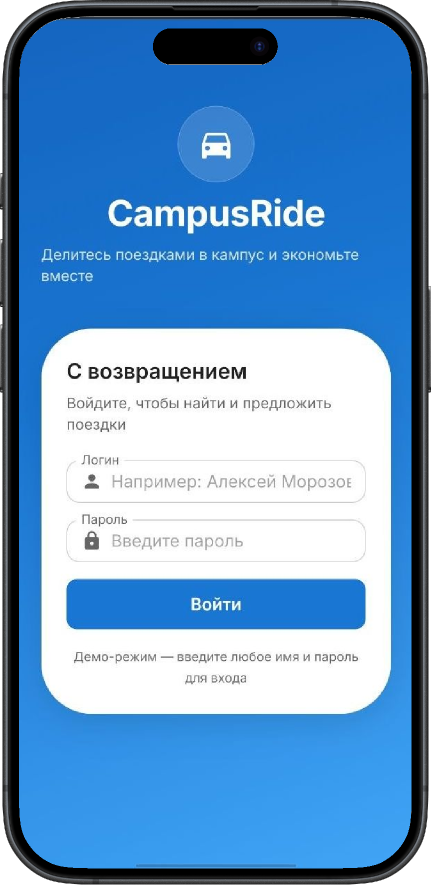 CampusRide
Делитесь поездками в кампус и экономьте
вместе
С возвращением
Войдите, чтобы найти и предложить
поездки
Логин
Например: Алексей Морозов
Пароль
Введите пароль
Войти
Демо-режим — введите любое имя и пароль
для входа